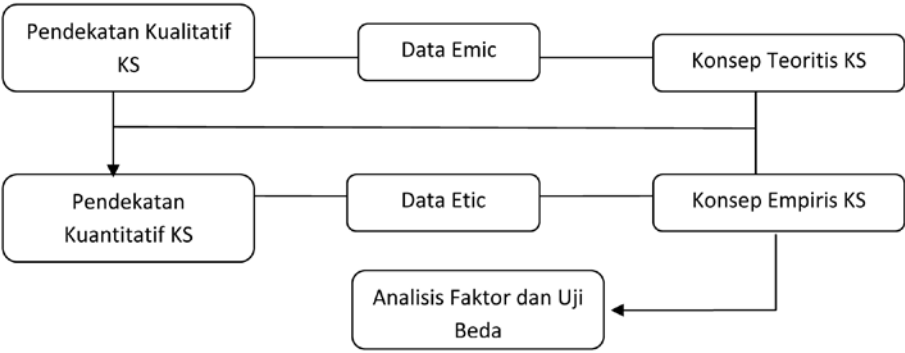 Pendekatan Kualitatif
KS
Data Emic
Konsep Teoritis KS
Pendekatan
Kuantitatif KS
Data Etic
Konsep Empiris KS
Analisis Faktor dan Uji
Beda